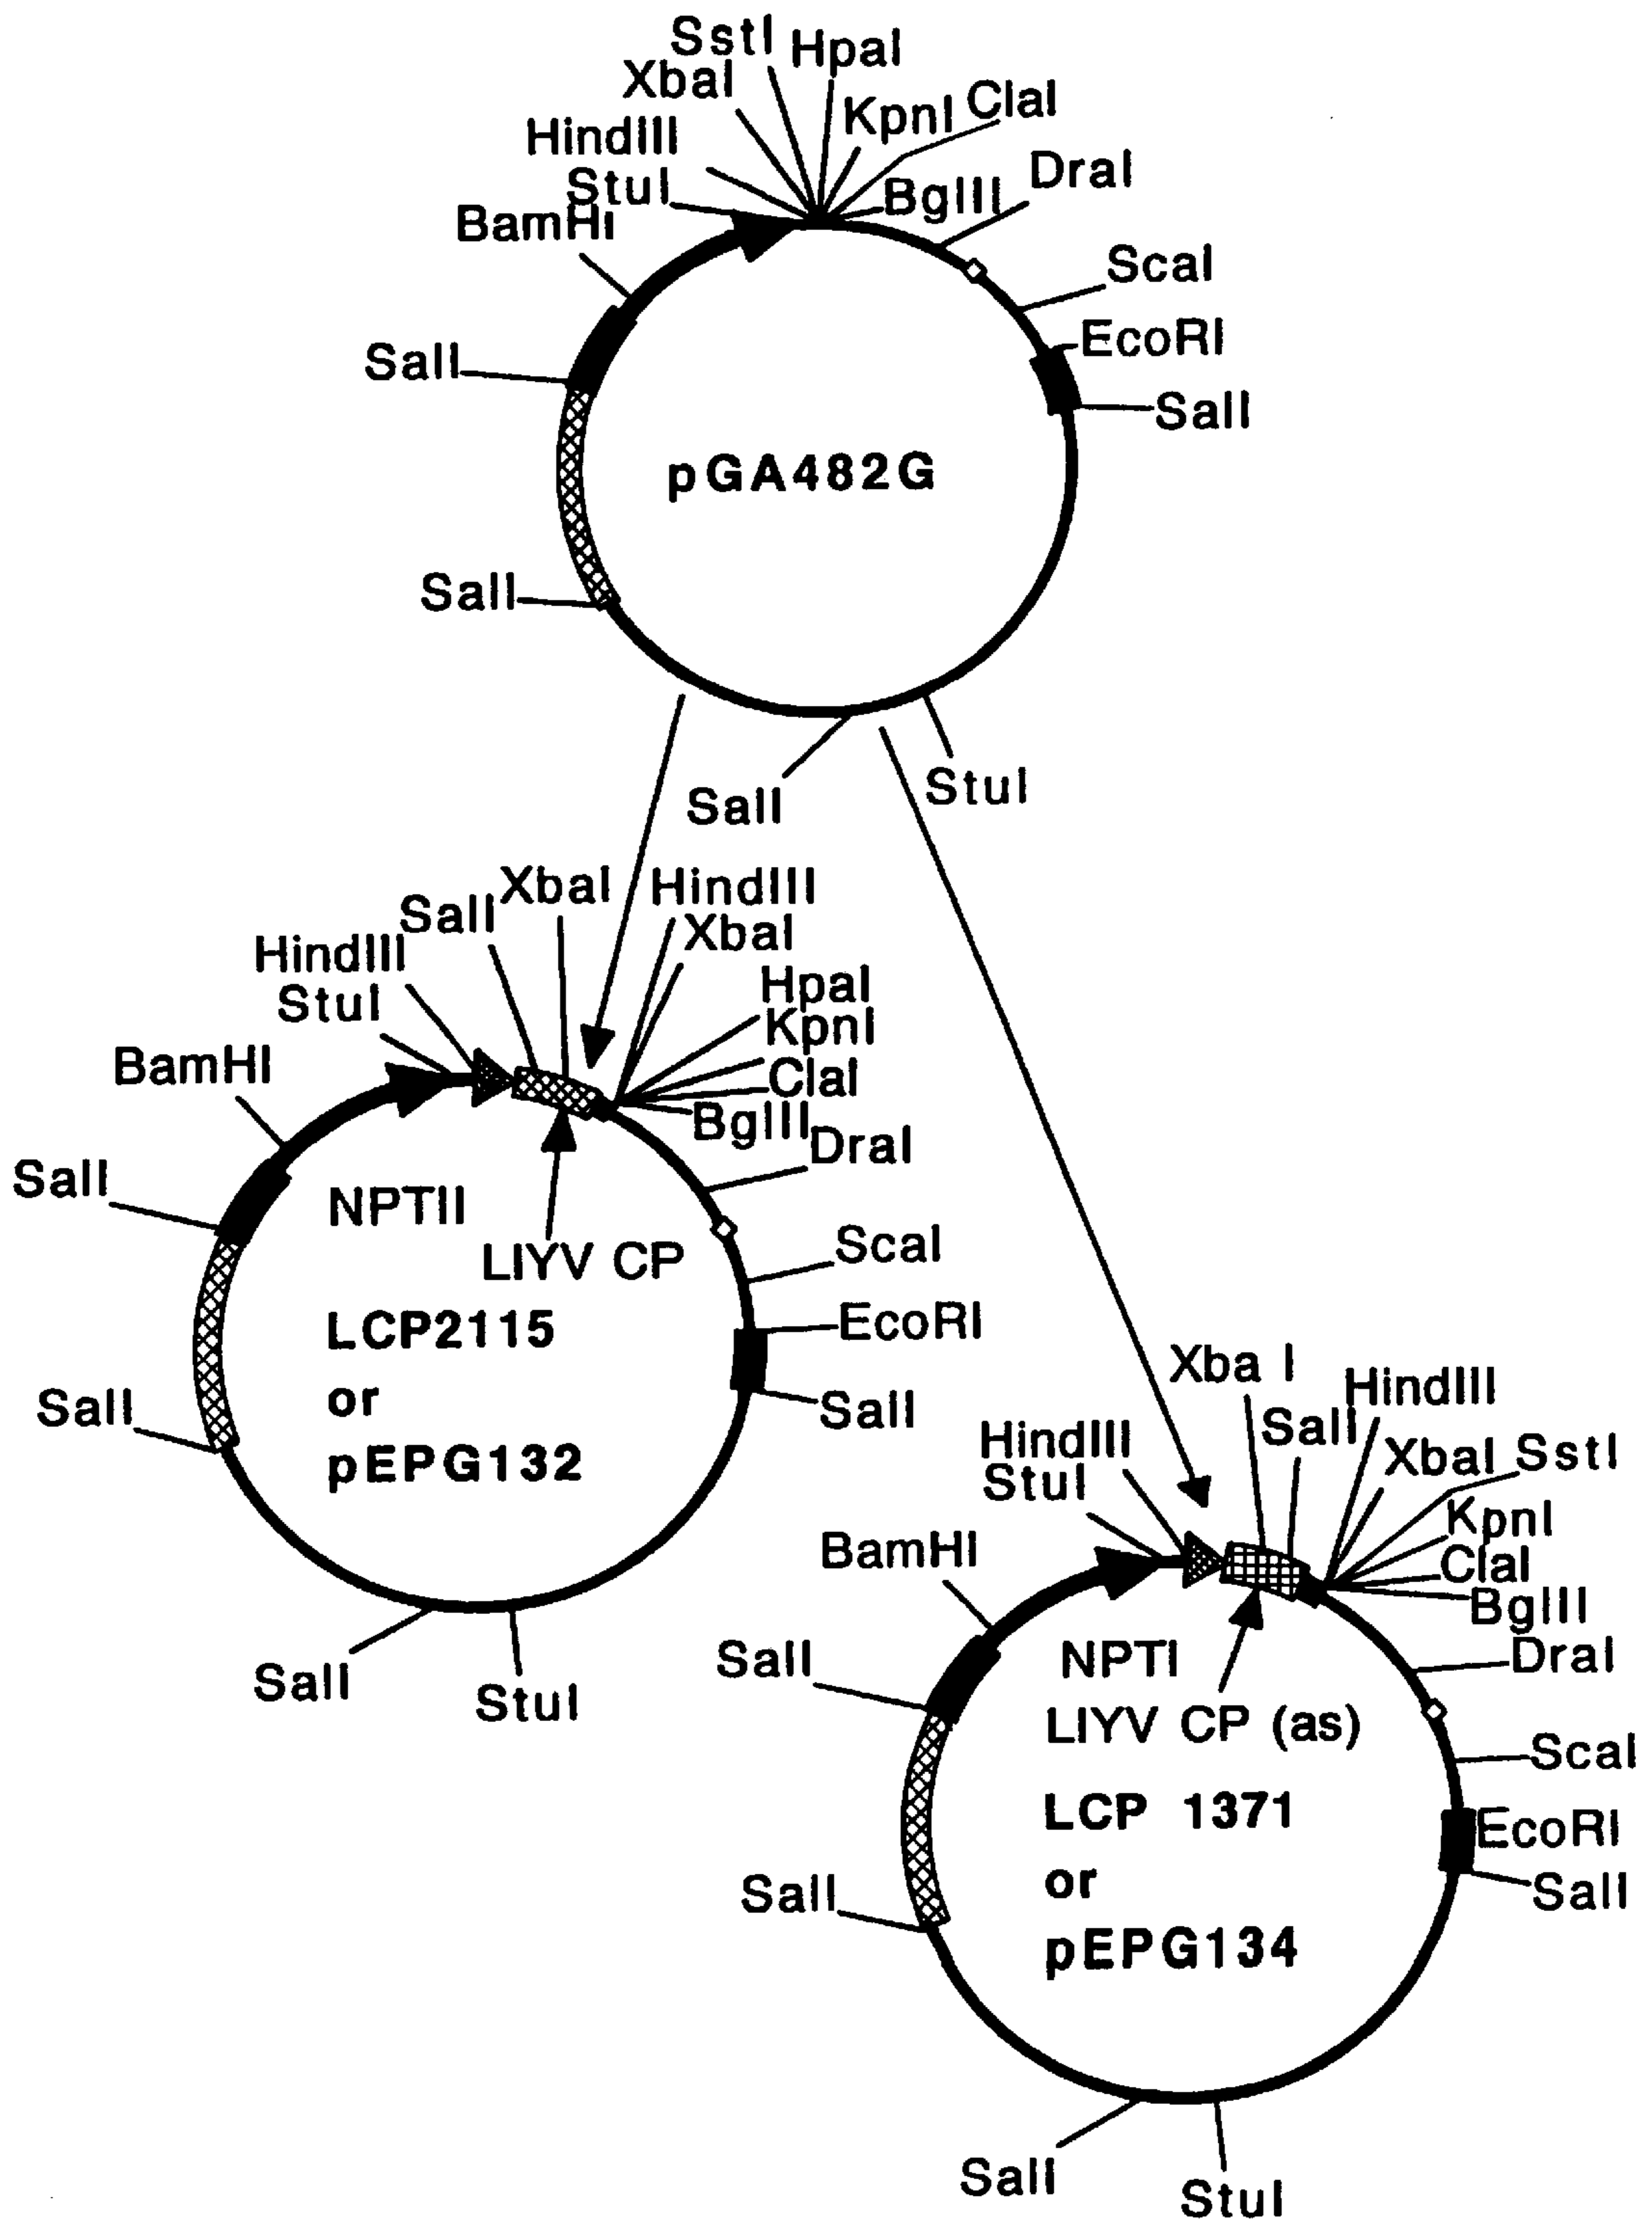 SstI
HpaI
XbaI
KpnI
ClaI
HindIII
DraI
StuI
BglII
BamHI
ScaI
EcoRI
SalI
SalI
pGA482G
SalI
StuI
SalI
XbaI
HindIII
SalI
XbaI
HindIII
HpaI
StuI
KpnI
BamHI
ClaI
BglII
DraI
SalI
NPTII
ScaI
LIYV CP
EcoRI
LCP2115
or
SalI
SalI
pEPG132
SalI
StuI
Xba I
HindIII
SalI
HindIII
XbaI
SstI
StuI
KpnI
BamHI
ClaI
BglII
DraI
SalI
NPTI
LIYV CP (as)
ScaI
LCP 1371
EcoRI
or
SalI
SalI
pEPG134
SalI
StuI